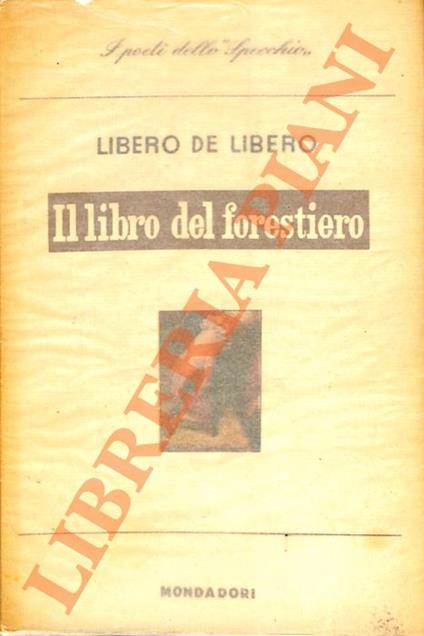 I poeti dello "Specchio"
LIBERO DE LIBERO
Il libro del forestiero
MONDADORI
LIBRERIA PIANI